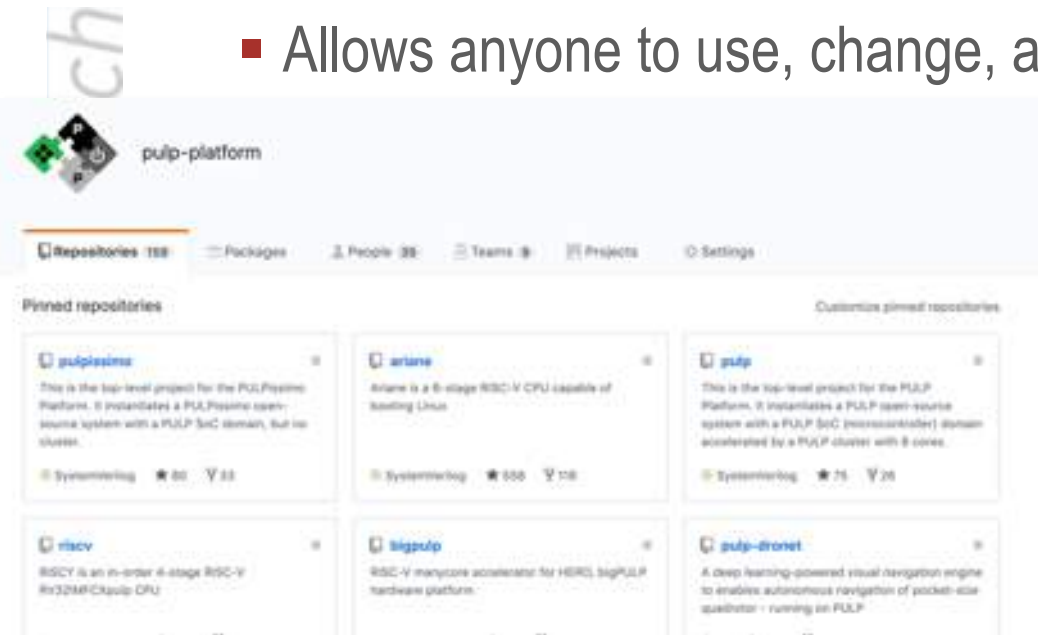 ch
Allows anyone to use, change, a
P
P
pulp-platform
Repositories Packages People Teams Projects Settings
Pinned repositories
Customize pinned repositories
pulpissimo
This is the top-level project for the PULPissimo
Platform. It instantiates a PULPissimo open-
source system with a PULP SoC domain, but no
cluster.
SystemVerilog
ariane
Ariane is a 6-stage RISC-V CPU capable of
booting Linux
SystemVerilog
pulp
This is the top-level project for the PULP
Platform. It instantiates a PULP open-source
system with a PULP SoC (microcontroller) domain
accelerated by a PULP cluster with 8 cores.
SystemVerilog 75 26
riscv
RI5CY is an in-order 4-stage RISC-V
CPU
bigpulp
RISC-V manycore accelerator for HERO, bigPULP
hardware platform
pulp-dronet
A deep learning-powered visual navigation engine
to enables autonomous navigation of pocket-size
quadrotor - running on PULP